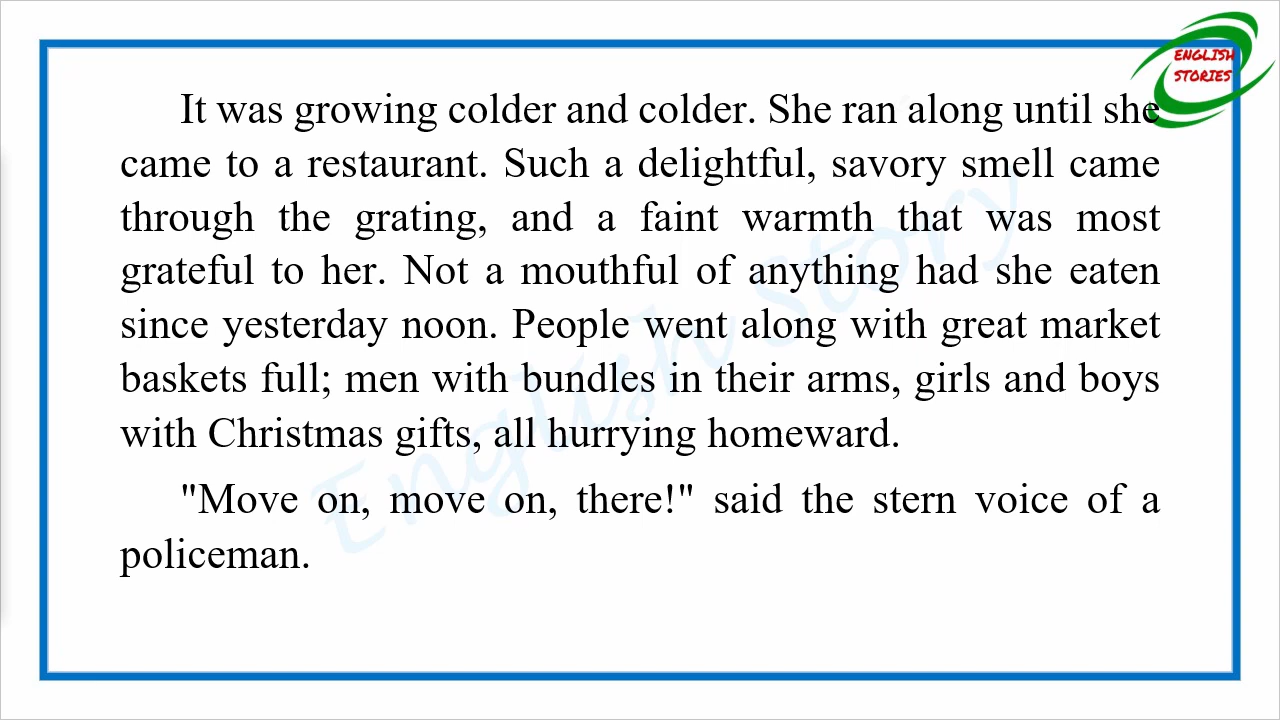 ENGLISH
STORIES
It was growing colder and colder. She ran along until she
came to a restaurant. Such a delightful, savory smell came
through the grating, and a faint warmth that was most
grateful to her. Not a mouthful of anything had she eaten
since yesterday noon. People went along with great market
baskets full; men with bundles in their arms, girls and boys
with Christmas gifts, all hurrying homeward.
"Move on, move on, there!" said the stern voice of a
policeman.
English Story